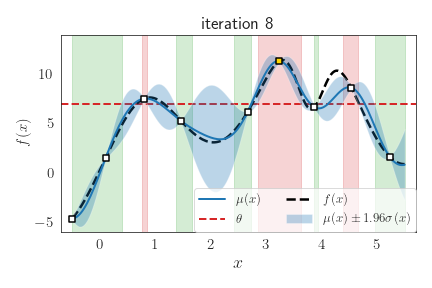 iteration 8
f(x)
10
5
0
−5
μ(x)
θ
f(x)
μ(x) ± 1.96σ(x)
0 1 2 3 4 5
x